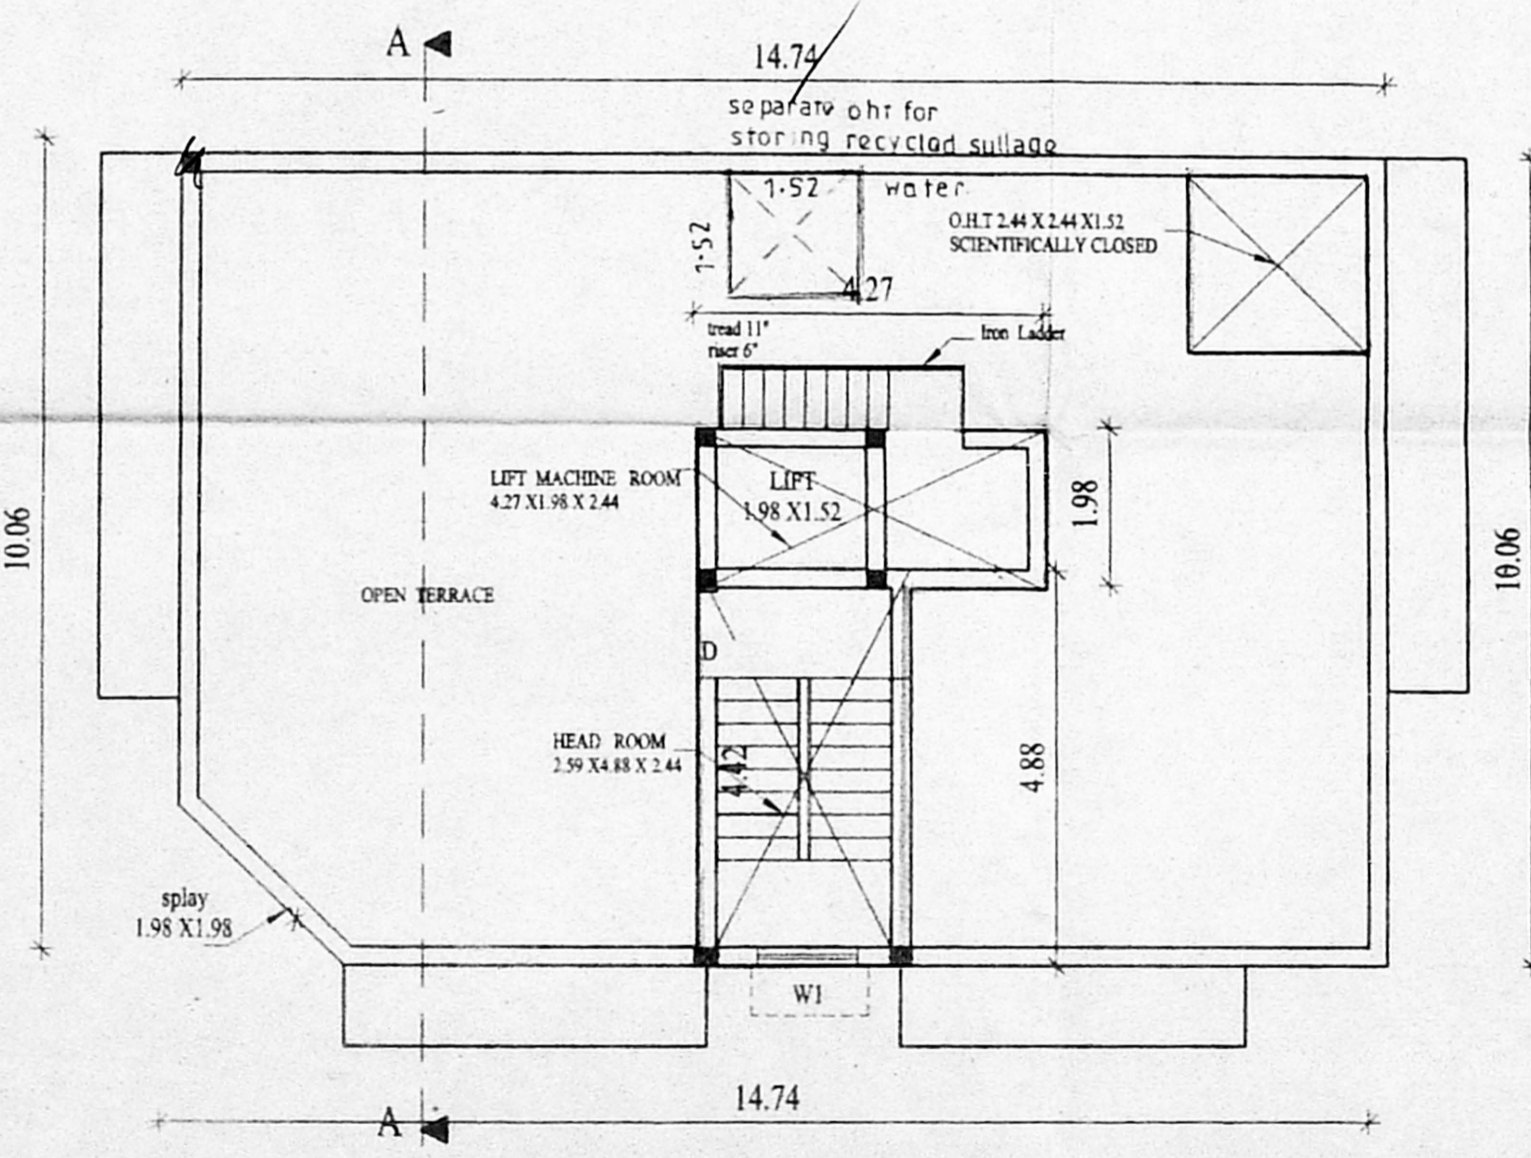 A
14.74
separate oht for
storing recyclad sullage
water
1.52
1.52
O.H.T 2.44 X 2.44 X1.52
SCIENTIFICALLY CLOSED
4.27
tread 11"
riser 6"
Iron Ladder
LIFT MACHINE ROOM
4.27 X1.98 X 2.44
LIFT
1.98 X1.52
1.98
10.06
10.06
OPEN TERRACE
D
HEAD ROOM
2.59 X4.88 X 2.44
4.42
4.88
splay
1.98 X1.98
W1
14.74
A